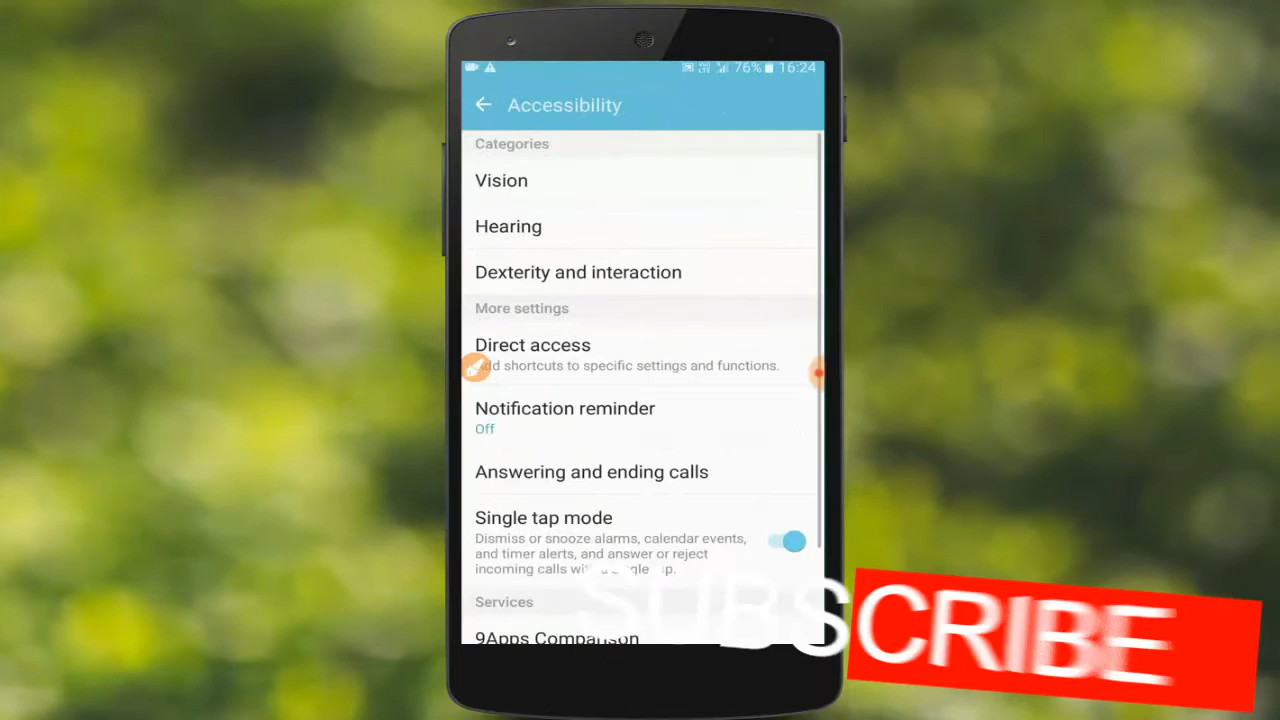 76% 16:24
Accessibility
Categories
Vision
Hearing
Dexterity and interaction
More settings
Direct access
shortcuts to specific settings and functions.
Notification reminder
Off
Answering and ending calls
Single tap mode
Dismiss or snooze alarms, calendar events,
and timer alerts, and answer or reject
incoming calls with a single tap.
Services
9Apps Comparison
SUBSCRIBE